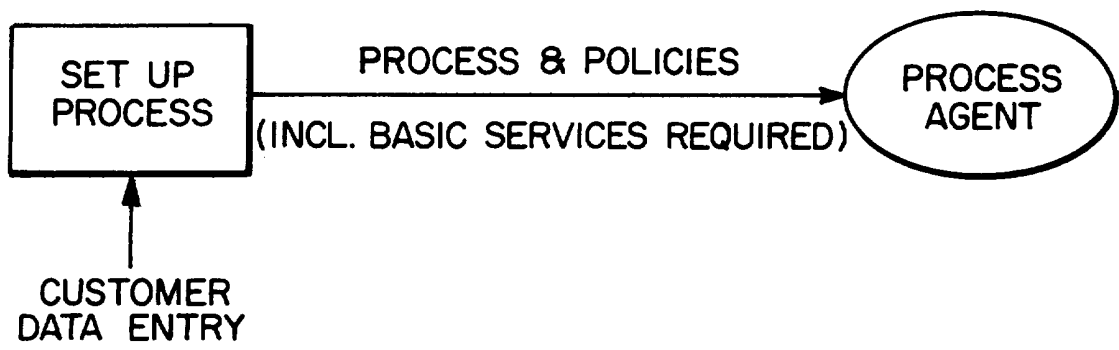 SET UP
PROCESS
PROCESS & POLICIES
(INCL. BASIC SERVICES REQUIRED)
PROCESS
AGENT
CUSTOMER
DATA ENTRY